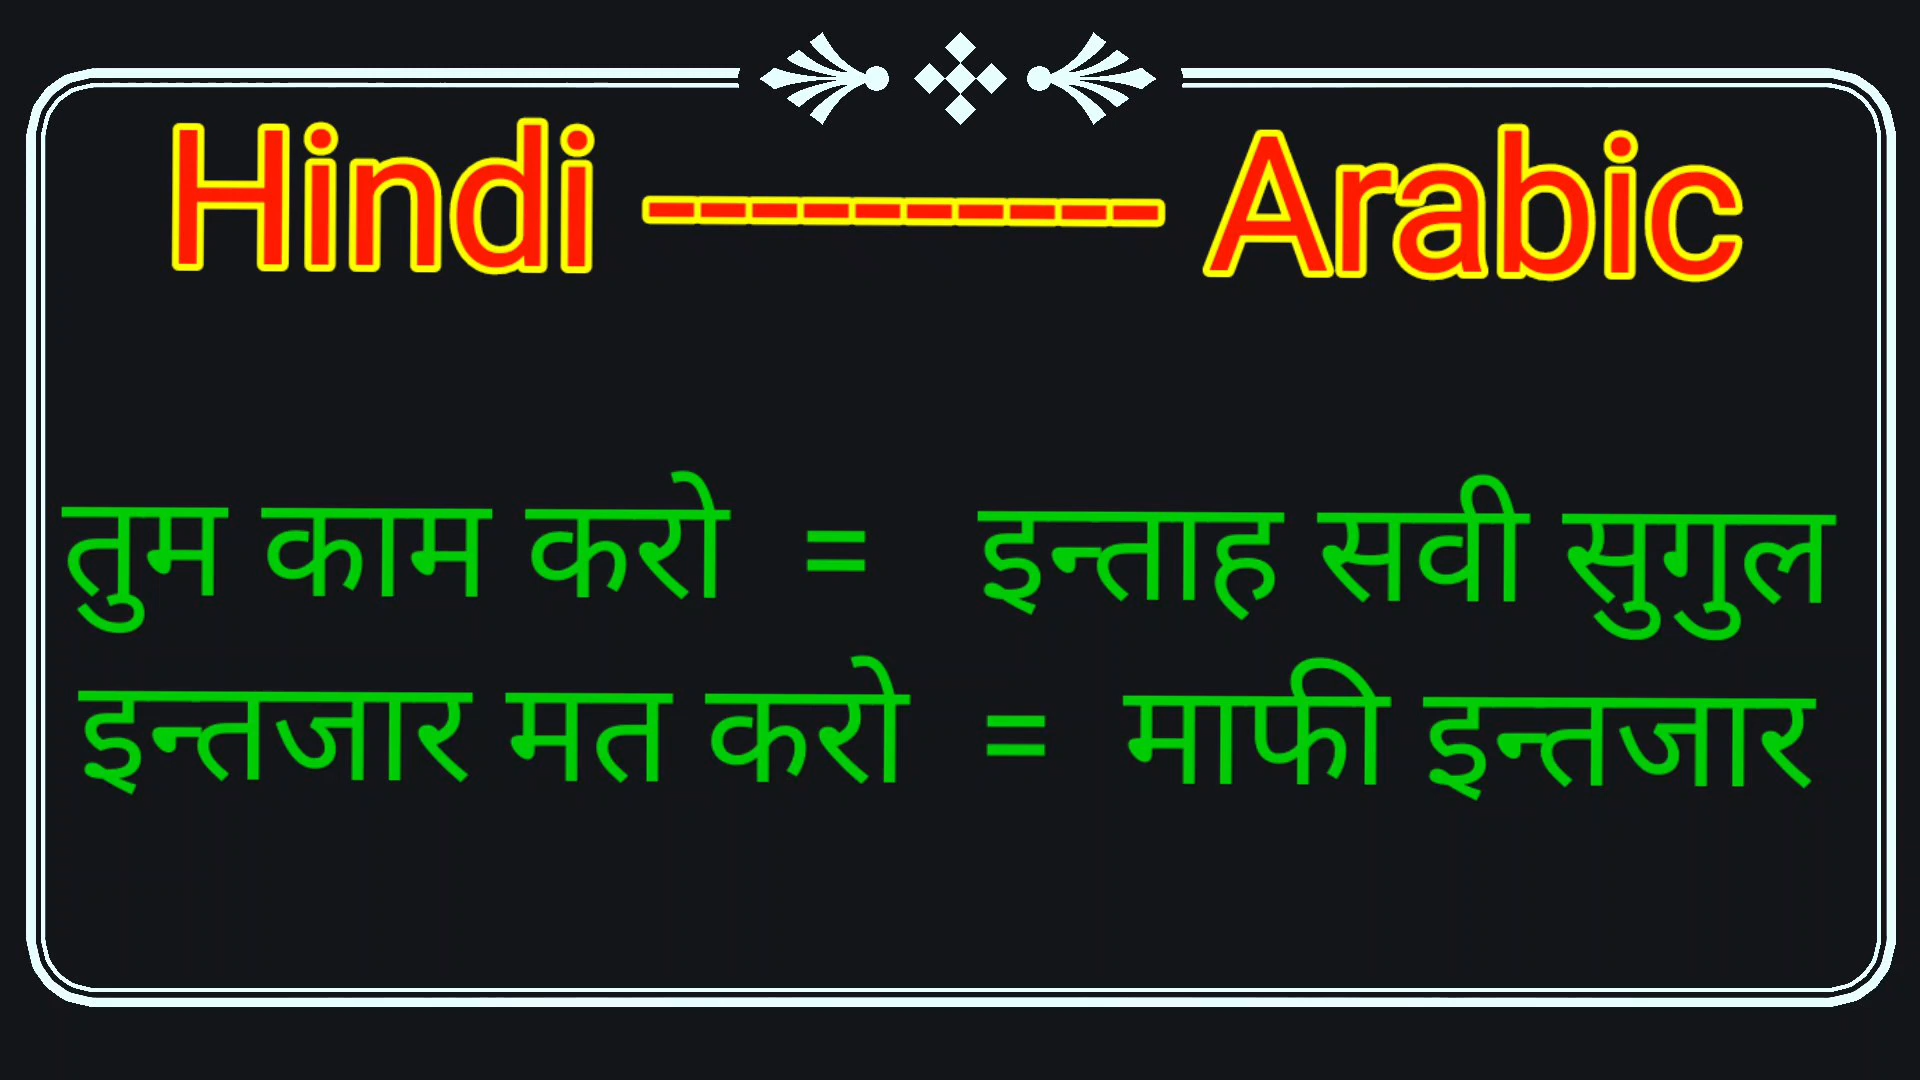 Hindi ---------- Arabic
तुम काम करो = इन्ताह सवी सुगुल
इन्तजार मत करो = माफी इन्तजार